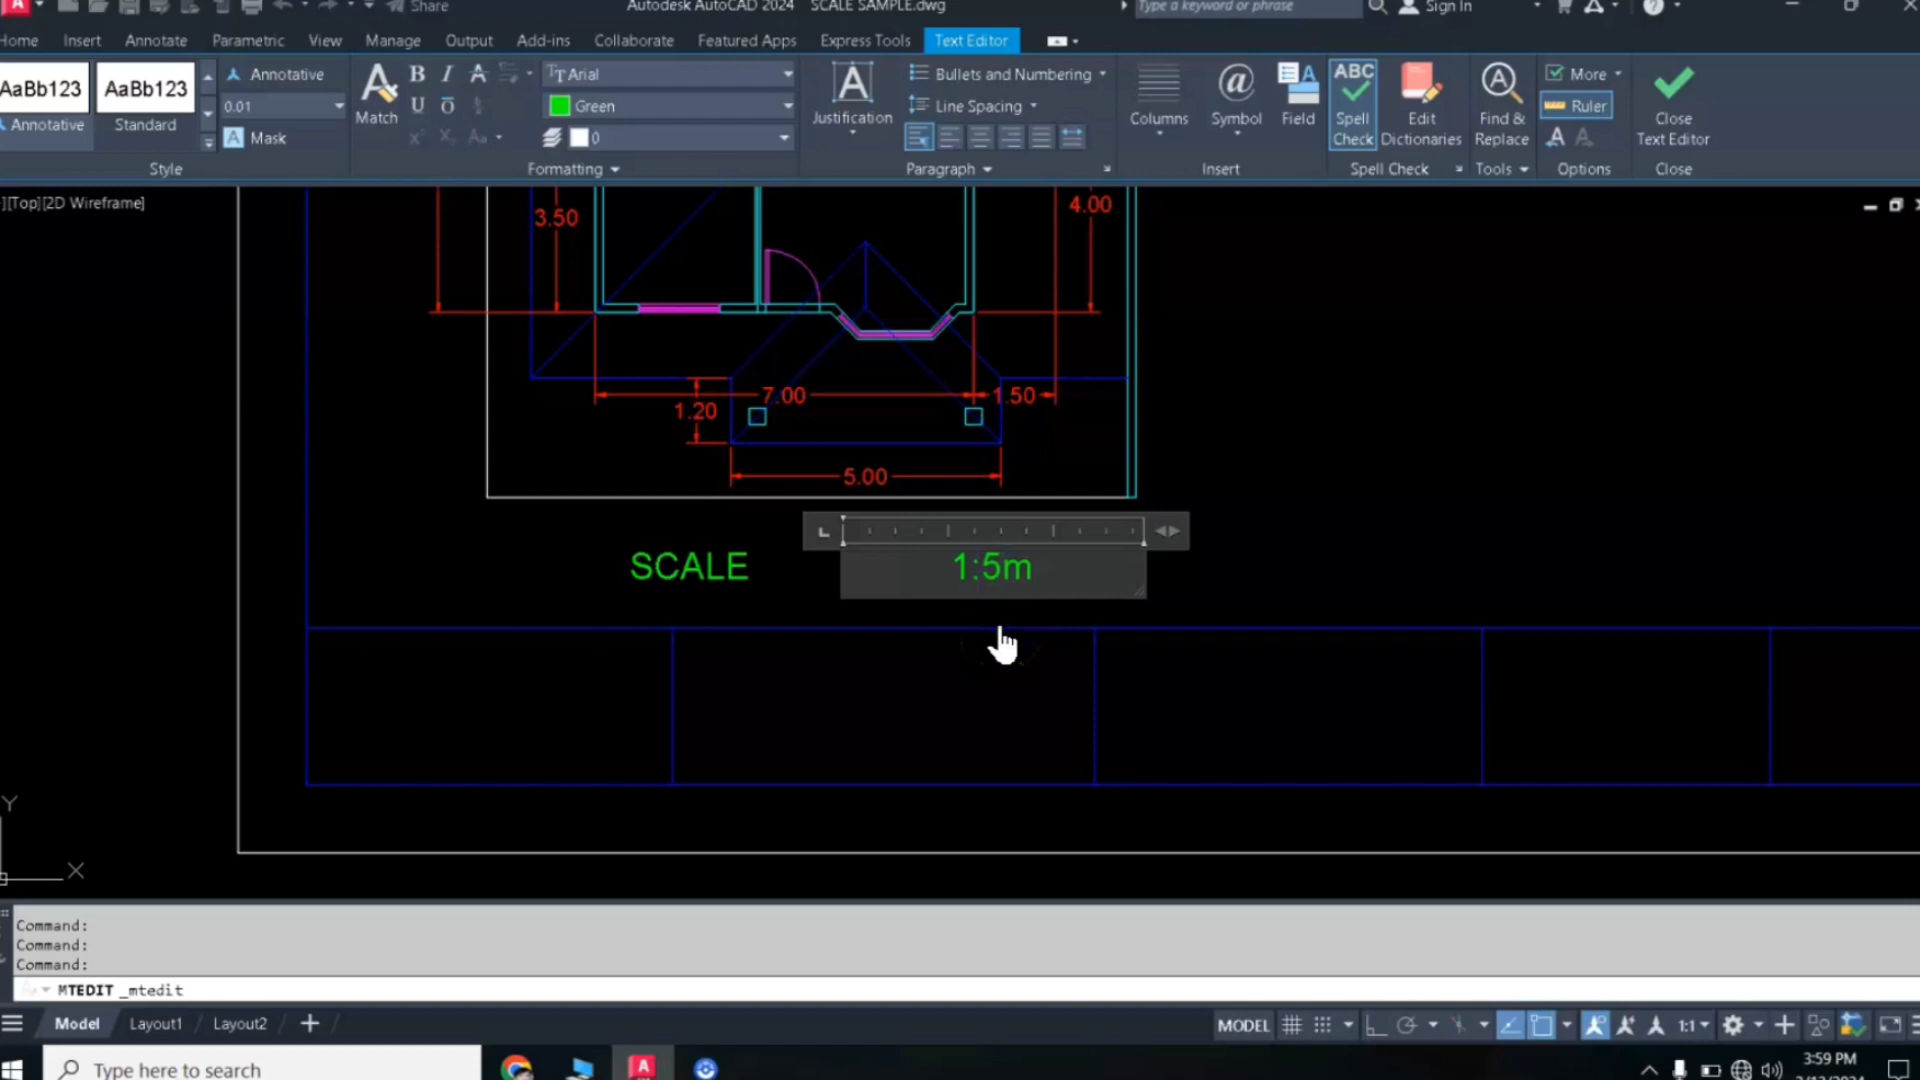 Share
Autodesk AutoCAD 2024 SCALE SAMPLE.dwg
Type a keyword or phrase
Sign In
Home Insert Annotate Parametric View Manage Output Add-ins Collaborate Featured Apps Express Tools Text Editor
AaBb123 AaBb123
Annotative Standard
Annotative
0.01
Mask
Style
Match
Arial
Green
0
Formatting
Justification
Bullets and Numbering
Line Spacing
Paragraph
Columns Symbol Field
Insert
ABC
Spell Check
Edit Dictionaries
Spell Check
Find & Replace
Tools
More
Ruler
Options
Close Text Editor
Close
][Top][2D Wireframe]
3.50
4.00
7.00
1.50
1.20
5.00
SCALE 1:5m
Y
X
Command:
Command:
Command:
MTEDIT _mtedit
Model Layout1 Layout2
MODEL
1:1
Type here to search
3:59 PM